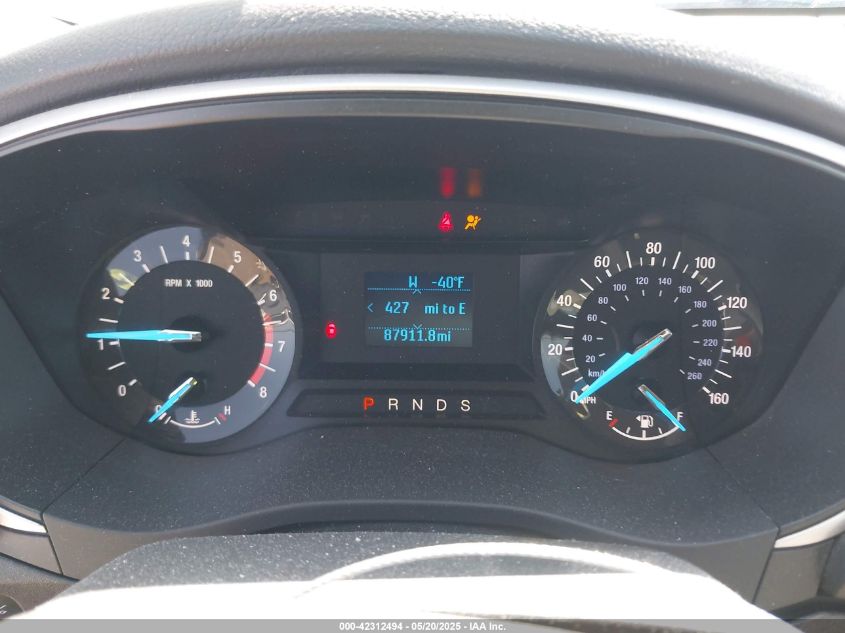 W -40°F
< 427 mi to E
87911.8mi
P R N D S
RPM X 1000
0 1 2 3 4 5 6 7 8
C H
MPH
0 20 40 60 80 100 120 140 160
km/h
20 40 60 80 100 120 140 160 180 200 220 240 260
E F
000-42312494 - 05/20/2025 - IAA Inc.